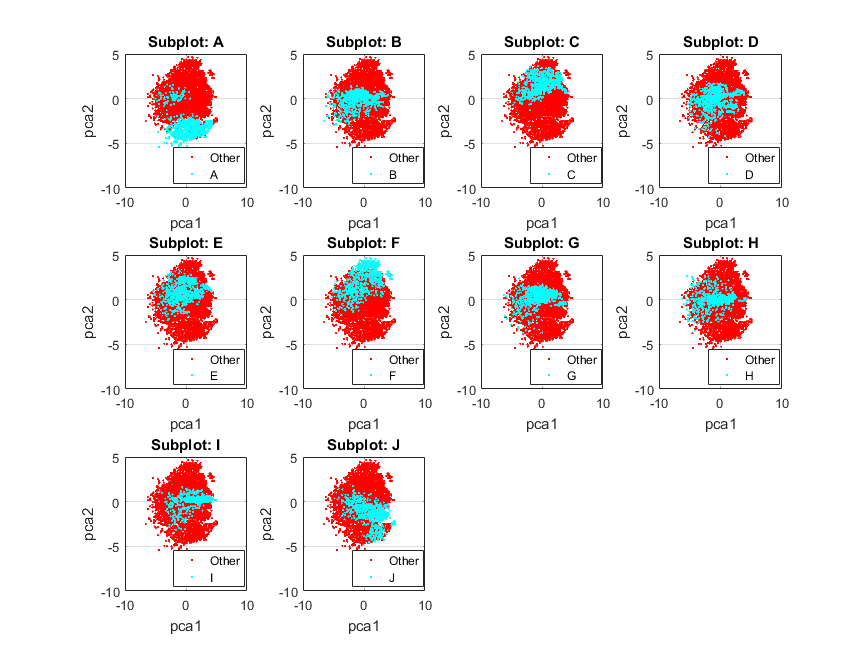 Subplot: A
5
0
-5
-10
-10 0 10
pca1
pca2
Other
A
Subplot: B
5
0
-5
-10
-10 0 10
pca1
pca2
Other
B
Subplot: C
5
0
-5
-10
-10 0 10
pca1
pca2
Other
C
Subplot: D
5
0
-5
-10
-10 0 10
pca1
pca2
Other
D
Subplot: E
5
0
-5
-10
-10 0 10
pca1
pca2
Other
E
Subplot: F
5
0
-5
-10
-10 0 10
pca1
pca2
Other
F
Subplot: G
5
0
-5
-10
-10 0 10
pca1
pca2
Other
G
Subplot: H
5
0
-5
-10
-10 0 10
pca1
pca2
Other
H
Subplot: I
5
0
-5
-10
-10 0 10
pca1
pca2
Other
I
Subplot: J
5
0
-5
-10
-10 0 10
pca1
pca2
Other
J